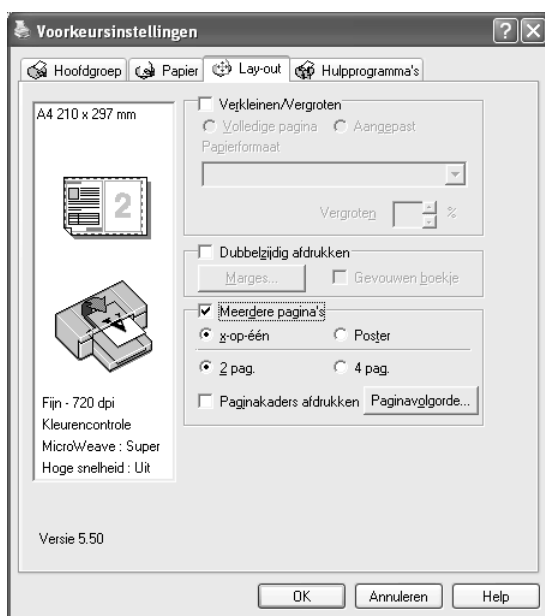 Voorkeursinstellingen
Hoofdgroep Papier Lay-out Hulpprogramma's
A4 210 x 297 mm
2
Fijn - 720 dpi
Kleurencontrole
MicroWeave : Super
Hoge snelheid : Uit
Versie 5.50
Verkleinen/Vergroten
Volledige pagina Aangepast
Papierformaat
Vergroten %
Dubbelzijdig afdrukken
Marges... Gevouwen boekje
Meerdere pagina's
x-op-één Poster
2 pag. 4 pag.
Paginakaders afdrukken Paginavolgorde...
OK Annuleren Help